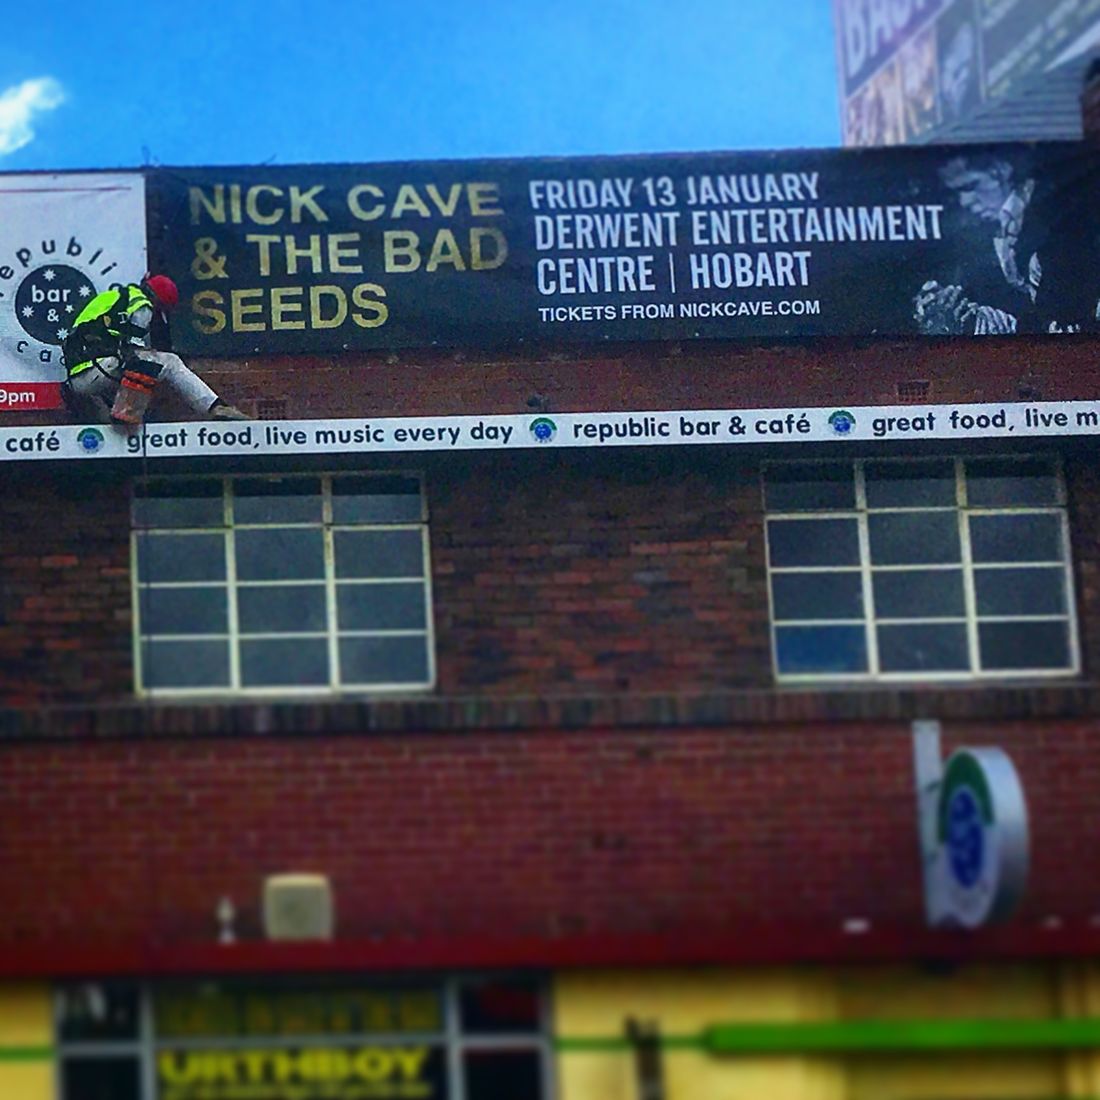 NICK CAVE
& THE BAD
SEEDS
FRIDAY 13 JANUARY
DERWENT ENTERTAINMENT
CENTRE | HOBART
TICKETS FROM NICKCAVE.COM
bar
&
9pm
café great food, live music every day republic bar & café great food, live m
URTHBOY